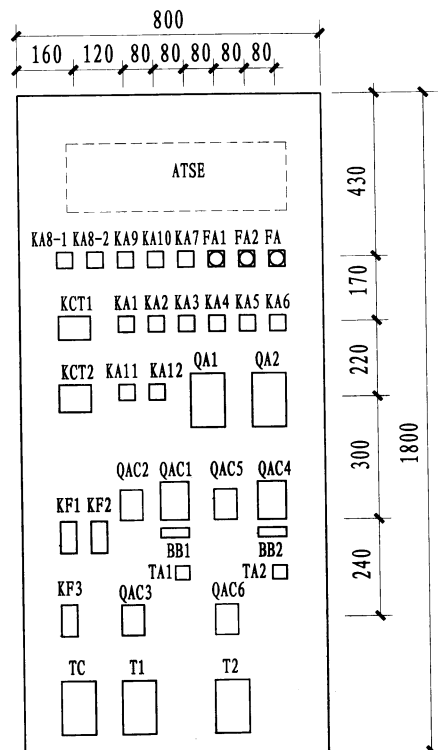 800
160 120 80 80 80 80 80
ATSE
430
KA8-1 KA8-2 KA9 KA10 KA7 FA1 FA2 FA
170
KCT1 KA1 KA2 KA3 KA4 KA5 KA6
220
KCT2 KA11 KA12 QA1 QA2
300
1800
QAC2 QAC1 QAC5 QAC4
KF1 KF2
BB1 BB2
240
TA1 TA2
KF3 QAC3 QAC6
TC T1 T2